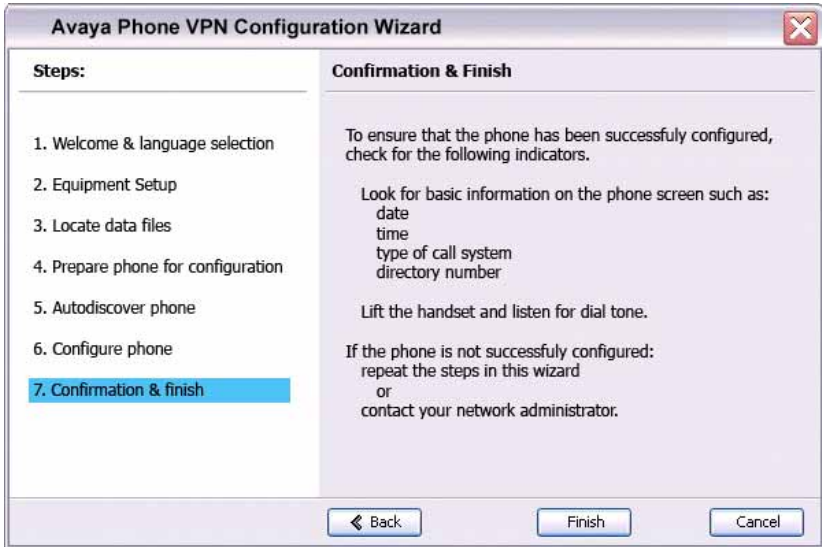 Avaya Phone VPN Configuration Wizard
Steps:
1. Welcome & language selection
2. Equipment Setup
3. Locate data files
4. Prepare phone for configuration
5. Autodiscover phone
6. Configure phone
7. Confirmation & finish
Confirmation & Finish
To ensure that the phone has been successfuly configured,
check for the following indicators.
Look for basic information on the phone screen such as:
date
time
type of call system
directory number
Lift the handset and listen for dial tone.
If the phone is not successfuly configured:
repeat the steps in this wizard
or
contact your network administrator.
Back
Finish
Cancel